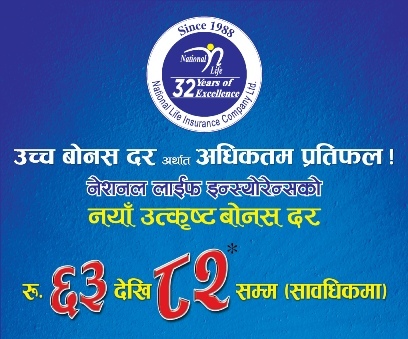 Since 1988
National
Life
32 Years of
Excellence
National Life Insurance Company Ltd.
उच्च बोनस दर अर्थात अधिकतम प्रतिफल !
नेशनल लाईफ इन्स्योरेन्सको
नयाँ उत्कृष्ट बोनस दर
रु. ६३ देखि ८२* सम्म (सावधिकमा)